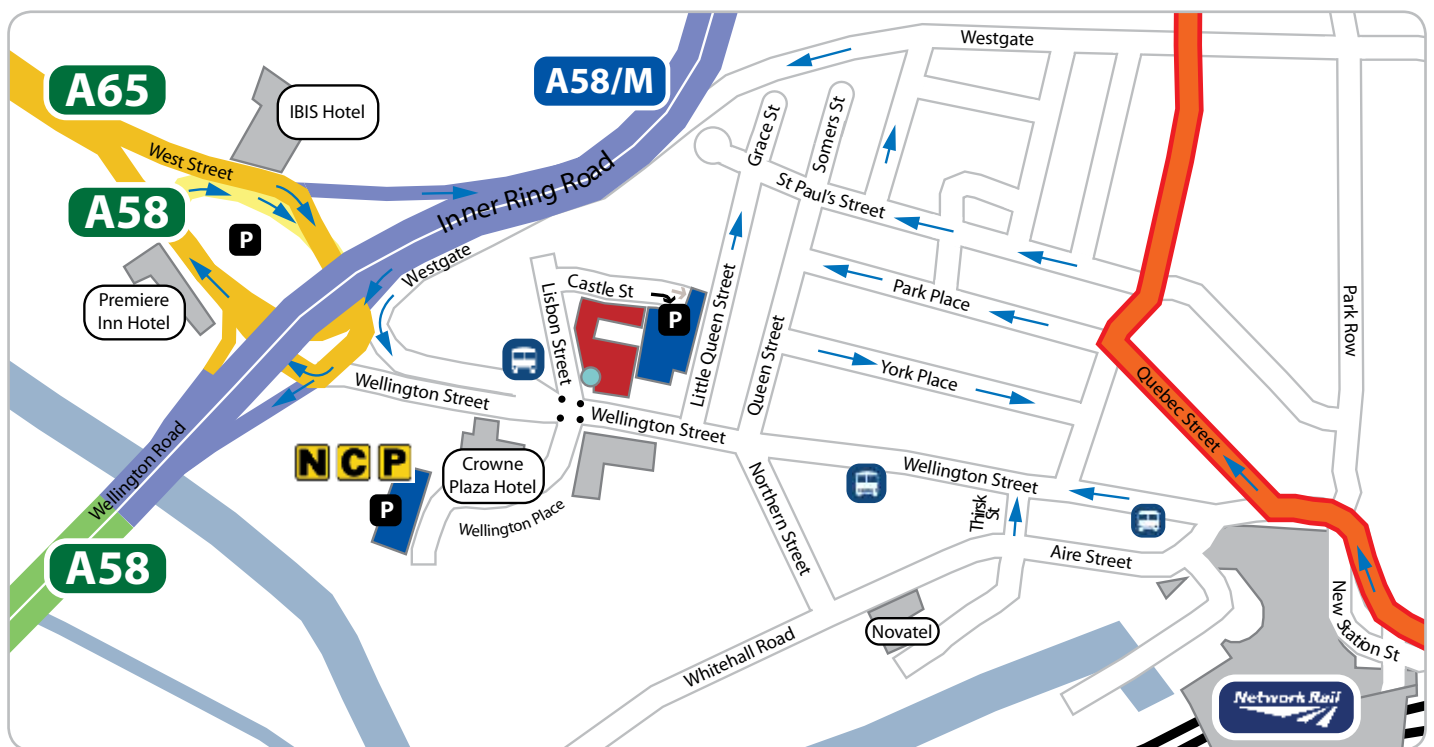 Westgate
A65
A58/M
IBIS Hotel
Grace St
Somers St
West Street
Inner Ring Road
St Paul's Street
A58
P
Westgate
Castle St
Park Place
Premiere
Inn Hotel
Lisbon Street
P
Little Queen Street
Queen Street
Park Row
York Place
Wellington Street
Wellington Street
Quebec Street
Wellington Road
NCP
Crowne
Plaza Hotel
Wellington Street
P
Wellington Place
Northern Street
Thirsk
St
Aire Street
A58
New Station St
Novatel
Whitehall Road
Network Rail